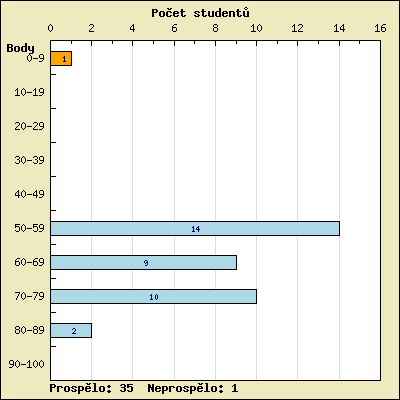 Počet studentů
0 2 4 6 8 10 12 14 16
Body
0-9 1
10-19
20-29
30-39
40-49
50-59 14
60-69 9
70-79 10
80-89 2
90-100
Prospělo: 35 Neprospělo: 1